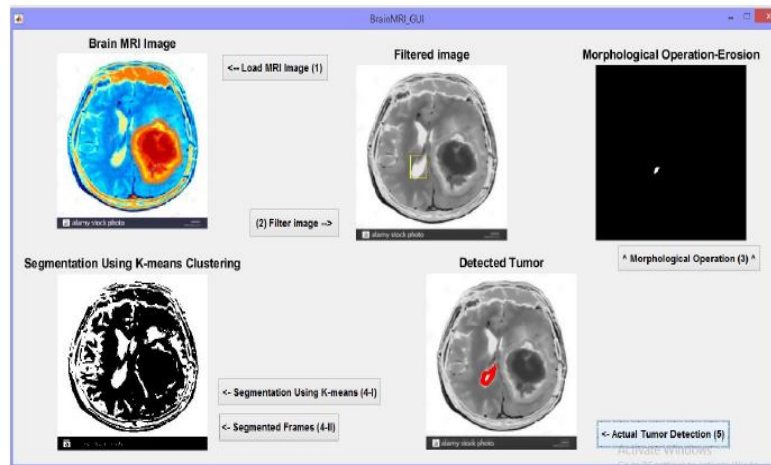 BrainMRI_GUI
Brain MRI Image
<-- Load MRI Image (1)
Filtered image
Morphological Operation-Erosion
a alamy stock photo
(2) Filter image -->
a alamy stock photo
^ Morphological Operation (3) ^
Segmentation Using K-means Clustering
Detected Tumor
<- Segmentation Using K-means (4-I)
<- Segmented Frames (4-II)
<- Actual Tumor Detection (5)
a alamy stock photo
Activate Windows